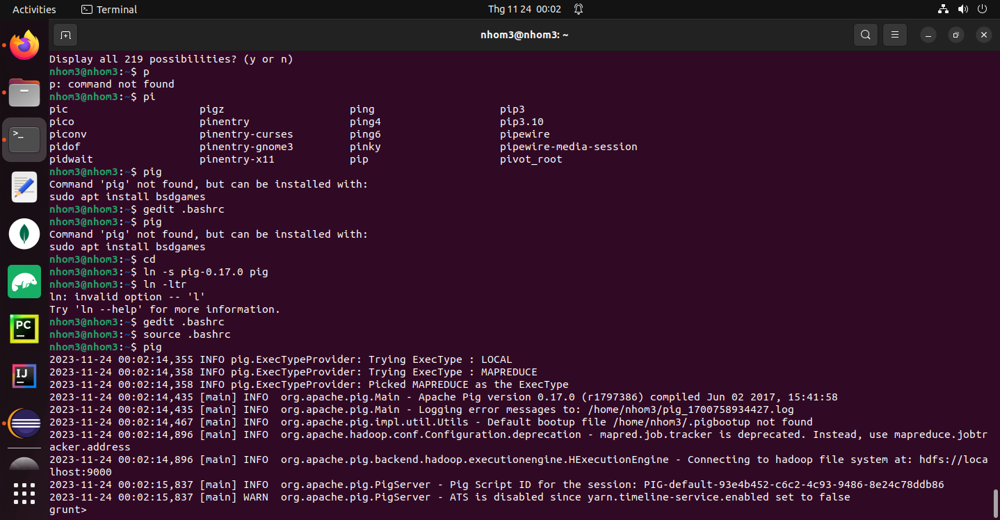 Activities
Terminal
Thg 11 24 00:02
nhom3@nhom3: ~
Display all 219 possibilities? (y or n)
nhom3@nhom3:~$ p
p: command not found
nhom3@nhom3:~$ pi
pic pigz ping pip3
pico pinentry ping4 pip3.10
piconv pinentry-curses ping6 pipewire
pidof pinentry-gnome3 pinky pipewire-media-session
pidwait pinentry-x11 pip pivot_root
nhom3@nhom3:~$ pig
Command 'pig' not found, but can be installed with:
sudo apt install bsdgames
nhom3@nhom3:~$ gedit .bashrc
nhom3@nhom3:~$ pig
Command 'pig' not found, but can be installed with:
sudo apt install bsdgames
nhom3@nhom3:~$ cd
nhom3@nhom3:~$ ln -s pig-0.17.0 pig
nhom3@nhom3:~$ ln -ltr
ln: invalid option -- 'l'
Try 'ln --help' for more information.
nhom3@nhom3:~$ gedit .bashrc
nhom3@nhom3:~$ source .bashrc
nhom3@nhom3:~$ pig
2023-11-24 00:02:14,355 INFO pig.ExecTypeProvider: Trying ExecType : LOCAL
2023-11-24 00:02:14,358 INFO pig.ExecTypeProvider: Trying ExecType : MAPREDUCE
2023-11-24 00:02:14,358 INFO pig.ExecTypeProvider: Picked MAPREDUCE as the ExecType
2023-11-24 00:02:14,435 [main] INFO  org.apache.pig.Main - Apache Pig version 0.17.0 (r1797386) compiled Jun 02 2017, 15:41:58
2023-11-24 00:02:14,435 [main] INFO  org.apache.pig.Main - Logging error messages to: /home/nhom3/pig_1700758934427.log
2023-11-24 00:02:14,467 [main] INFO  org.apache.pig.impl.util.Utils - Default bootup file /home/nhom3/.pigbootup not found
2023-11-24 00:02:14,896 [main] INFO  org.apache.hadoop.conf.Configuration.deprecation - mapred.job.tracker is deprecated. Instead, use mapreduce.jobtr
acker.address
2023-11-24 00:02:14,896 [main] INFO  org.apache.pig.backend.hadoop.executionengine.HExecutionEngine - Connecting to hadoop file system at: hdfs://loca
lhost:9000
2023-11-24 00:02:15,837 [main] INFO  org.apache.pig.PigServer - Pig Script ID for the session: PIG-default-93e4b452-c6c2-4c93-9486-8e24c78ddb86
2023-11-24 00:02:15,837 [main] WARN  org.apache.pig.PigServer - ATS is disabled since yarn.timeline-service.enabled set to false
grunt>
PC
IJ